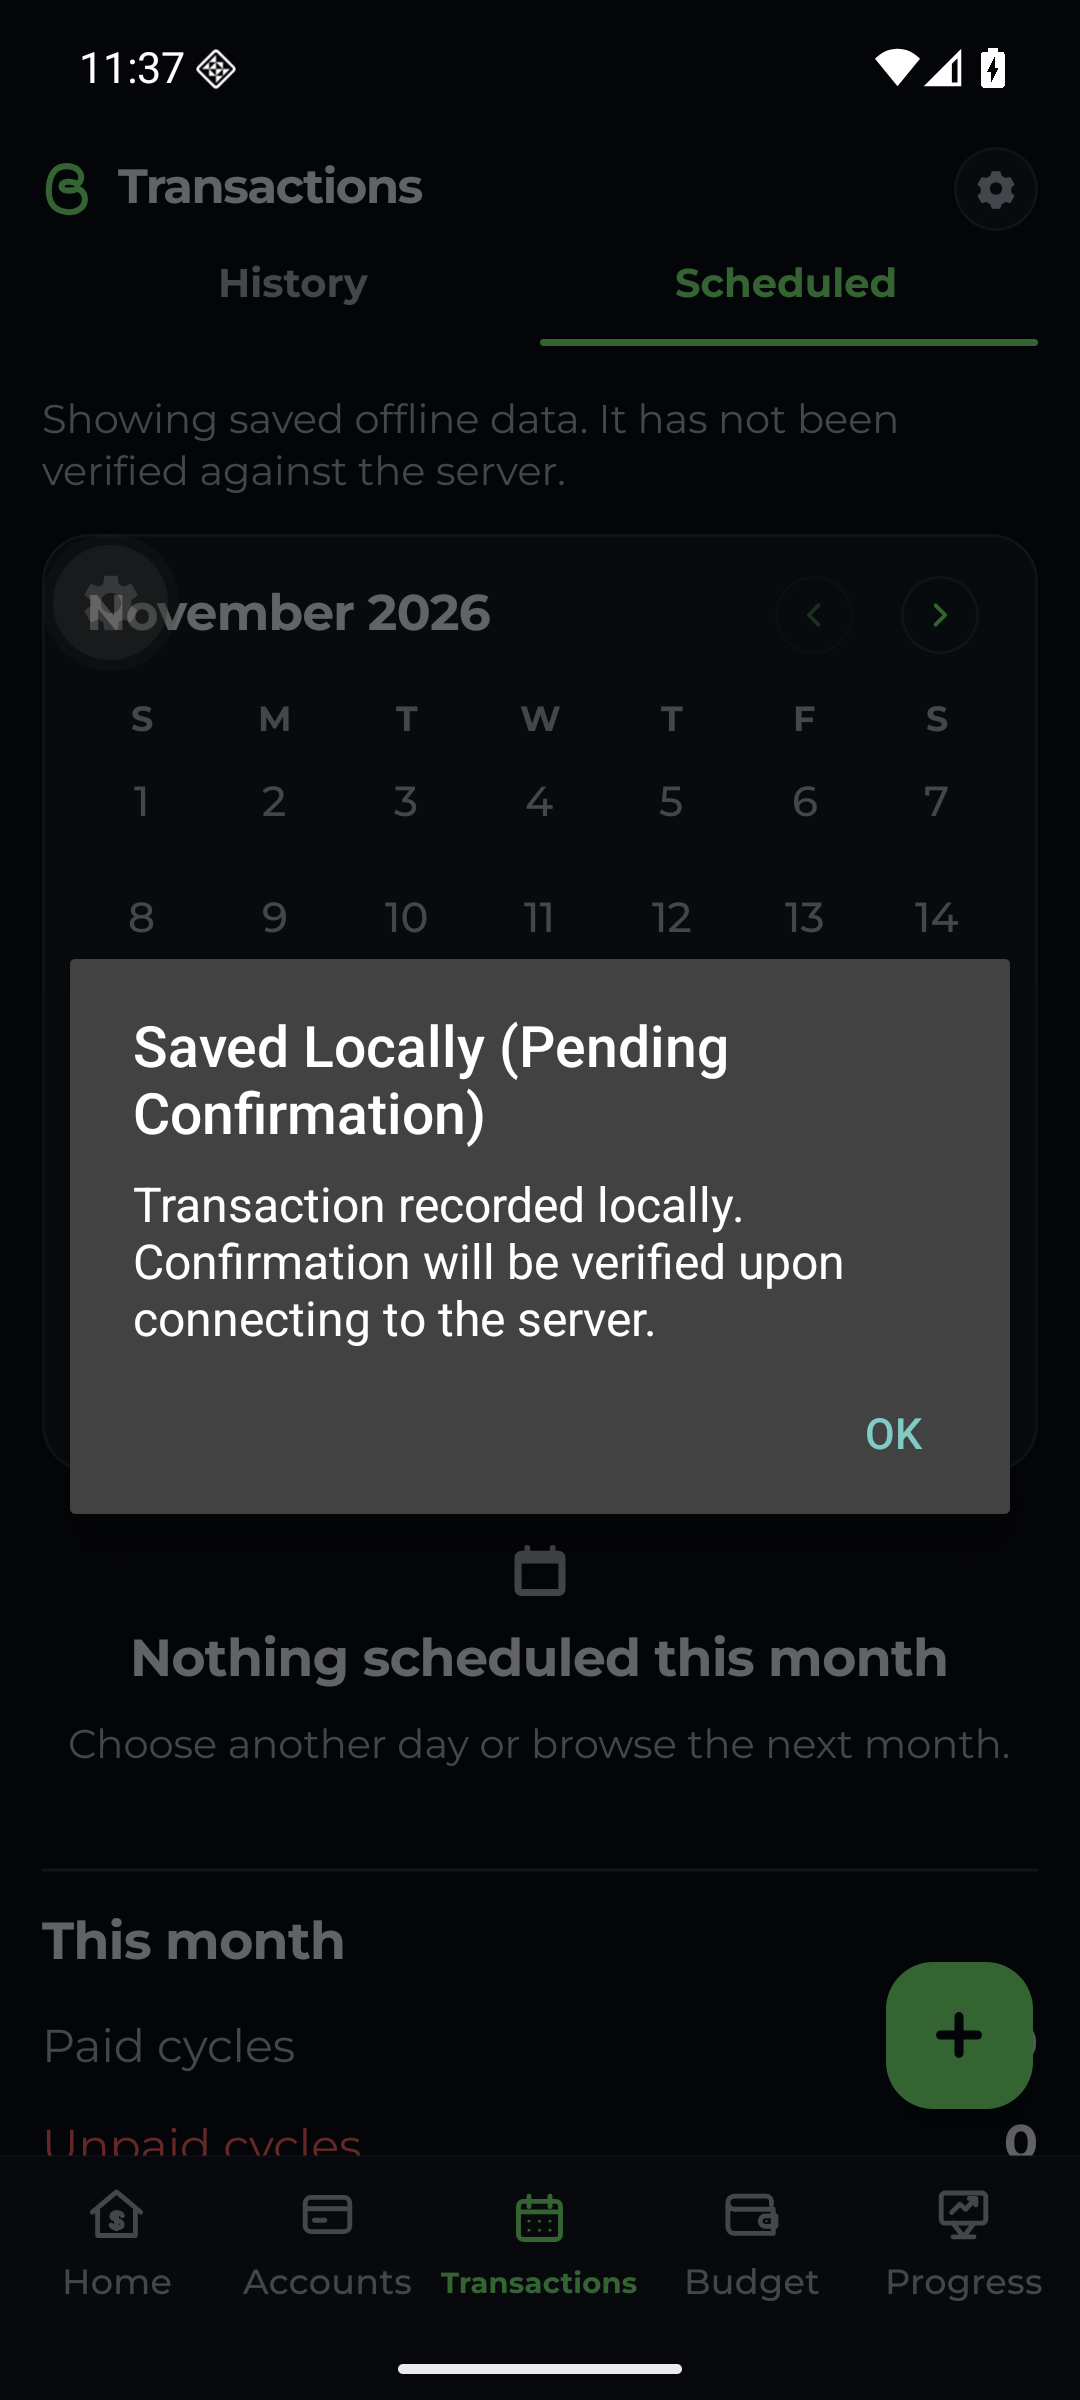 11:37
Transactions
History
Scheduled
Showing saved offline data. It has not been
verified against the server.
November 2026
S M T W T F S
1 2 3 4 5 6 7
8 9 10 11 12 13 14
Saved Locally (Pending
Confirmation)
Transaction recorded locally.
Confirmation will be verified upon
connecting to the server.
OK
Nothing scheduled this month
Choose another day or browse the next month.
This month
Paid cycles
Unpaid cycles 0
Home
Accounts
Transactions
Budget
Progress